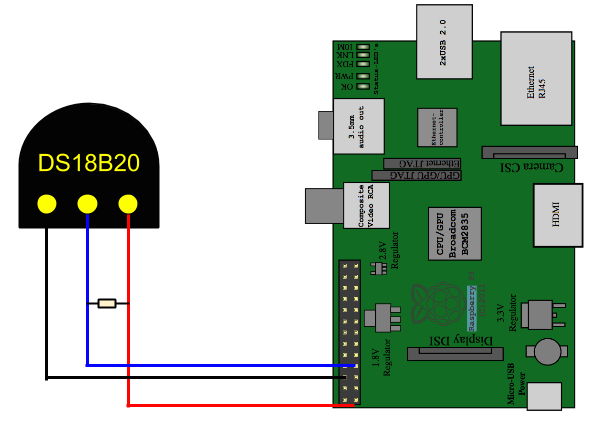 DS18B20
10M
LNK
FDX
PWR
OK
Status LED's
2xUSB 2.0
Ethernet
RJ45
3.5mm
audio out
Ethernet-
controller
Ethernet JTAG
GPC/GPU JTAG
Camera CSI
Composite
Video RCA
HDMI
CPU/GPU
Broadcom
BCM2835
2.8V
Regulator
Raspberry Pi
3.3V
Regulator
1.8V
Regulator
Display DSI
Micro-USB
Power